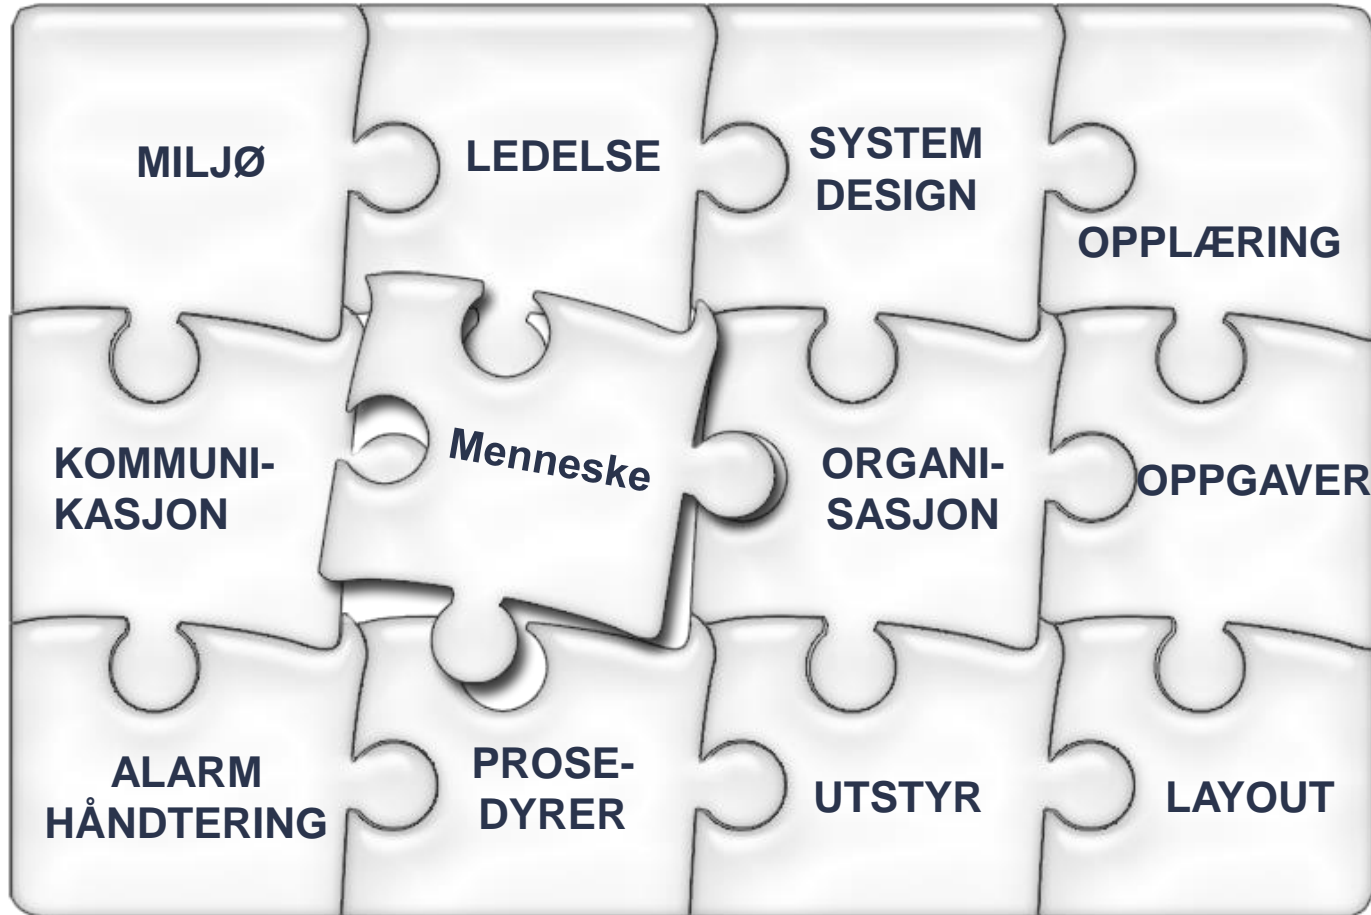 MILJØ
LEDELSE
SYSTEM
DESIGN
OPPLÆRING
KOMMUNI-
KASJON
Menneske
ORGANI-
SASJON
OPPGAVER
ALARM
HÅNDTERING
PROSE-
DYRER
UTSTYR
LAYOUT